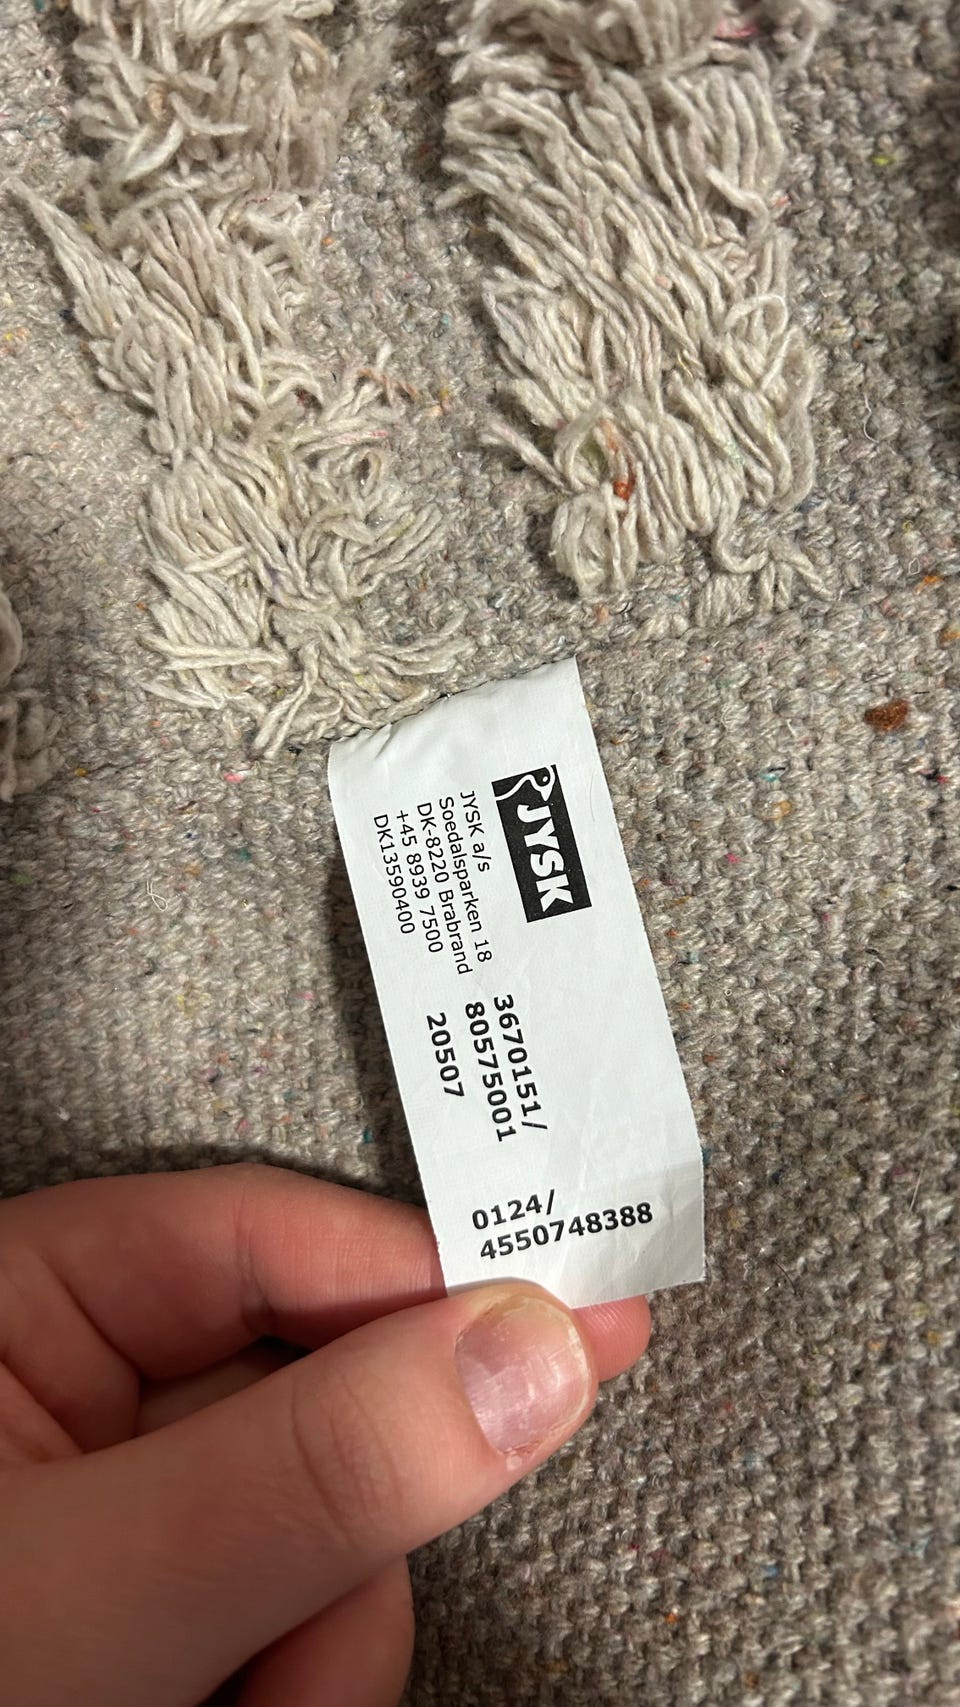 JYSK
JYSK a/s
Soedalsparken 18
DK-8220 Brabrand
+45 8939 7500
DK13590400
3670151/
80575001
20507
0124/
4550748388